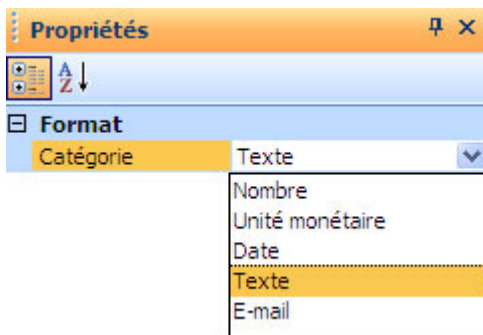 Propriétés
A
Z
Format
Catégorie Texte
Nombre
Unité monétaire
Date
Texte
E-mail